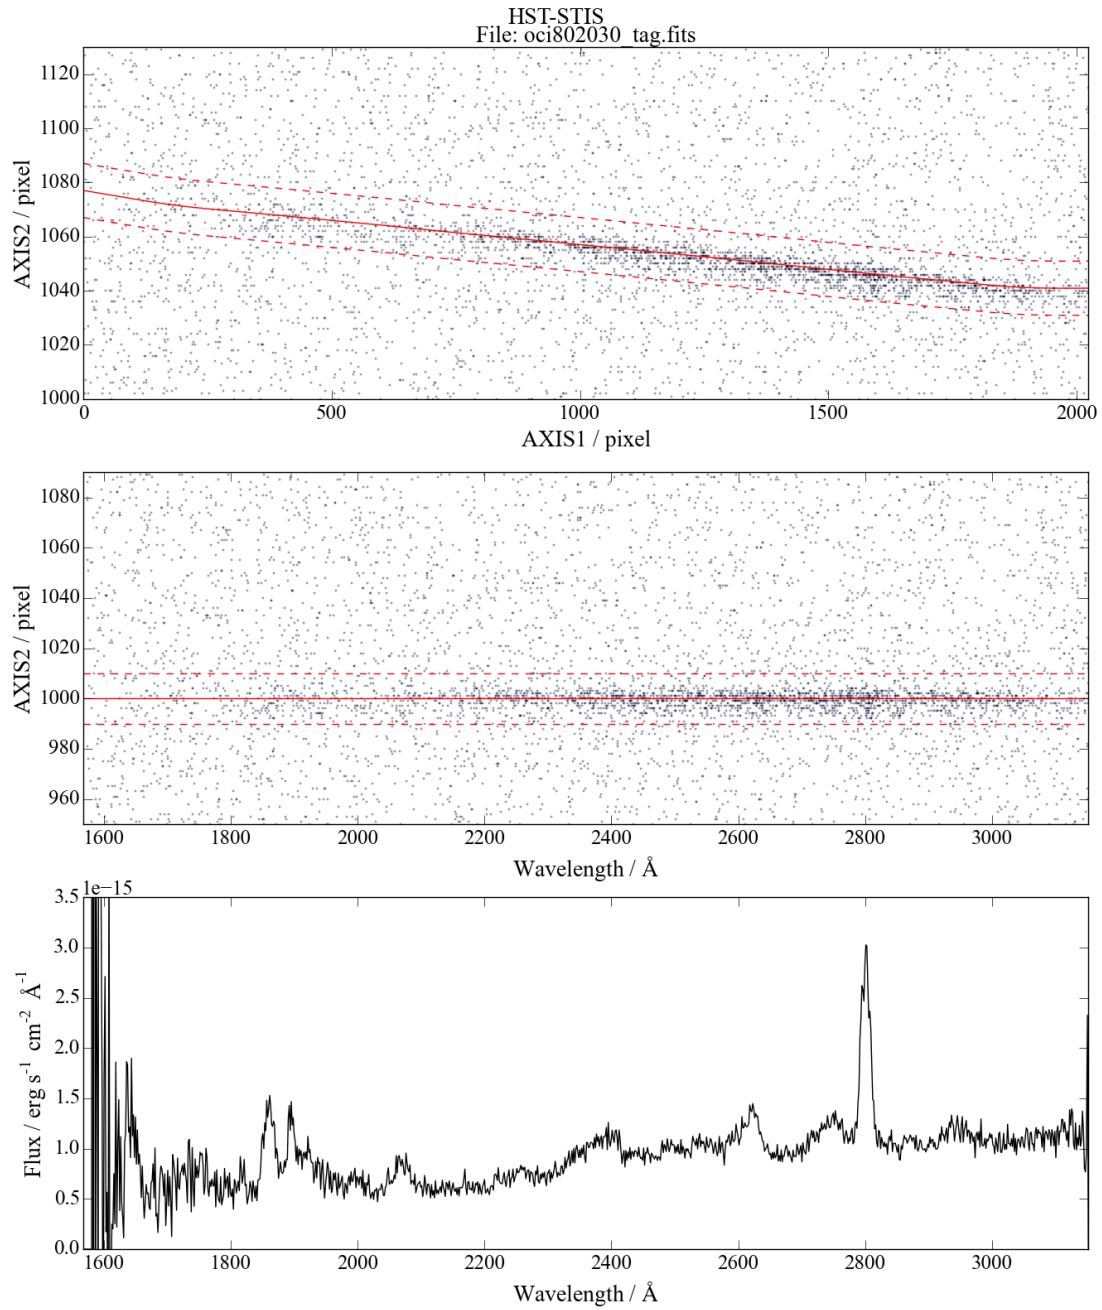 HST-STIS
File: oci802030_tag.fits
AXIS2 / pixel
1120
1100
1080
1060
1040
1020
1000
0 500 1000 1500 2000
AXIS1 / pixel
AXIS2 / pixel
1080
1060
1040
1020
1000
980
960
1600 1800 2000 2200 2400 2600 2800 3000
Wavelength / Å
Flux / erg s⁻¹ cm⁻² Å⁻¹
1e−15
3.5
3.0
2.5
2.0
1.5
1.0
0.5
0.0
1600 1800 2000 2200 2400 2600 2800 3000
Wavelength / Å